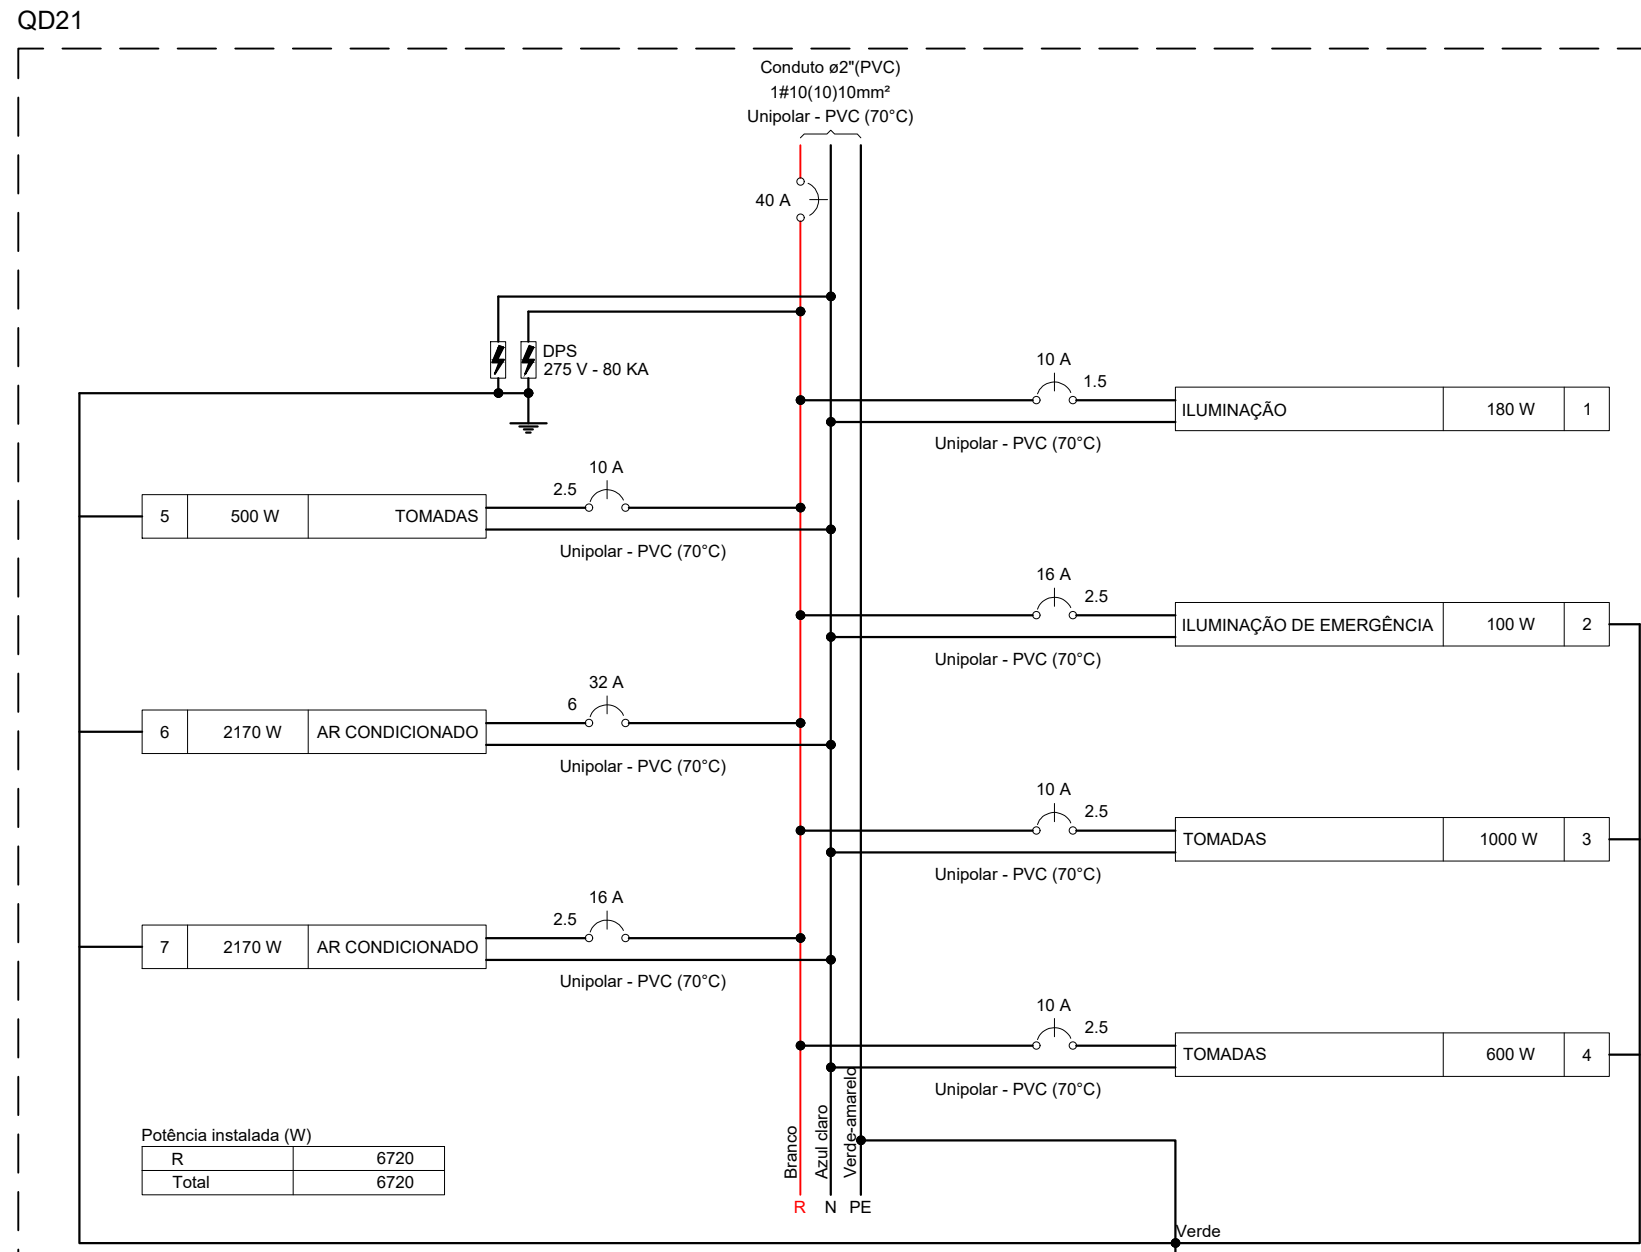 QD21
Conduto ø2"(PVC)
1#10(10)10mm²
Unipolar - PVC (70°C)
40 A
DPS
275 V - 80 KA
10 A
1.5
ILUMINAÇÃO 180 W 1
Unipolar - PVC (70°C)
10 A
2.5
5 500 W TOMADAS
Unipolar - PVC (70°C)
16 A
2.5
ILUMINAÇÃO DE EMERGÊNCIA 100 W 2
Unipolar - PVC (70°C)
32 A
6
6 2170 W AR CONDICIONADO
Unipolar - PVC (70°C)
10 A
2.5
TOMADAS 1000 W 3
Unipolar - PVC (70°C)
16 A
2.5
7 2170 W AR CONDICIONADO
Unipolar - PVC (70°C)
10 A
2.5
TOMADAS 600 W 4
Unipolar - PVC (70°C)
Potência instalada (W)
R 6720
Total 6720
Branco
Azul claro
Verde-amarelo
R N PE
Verde